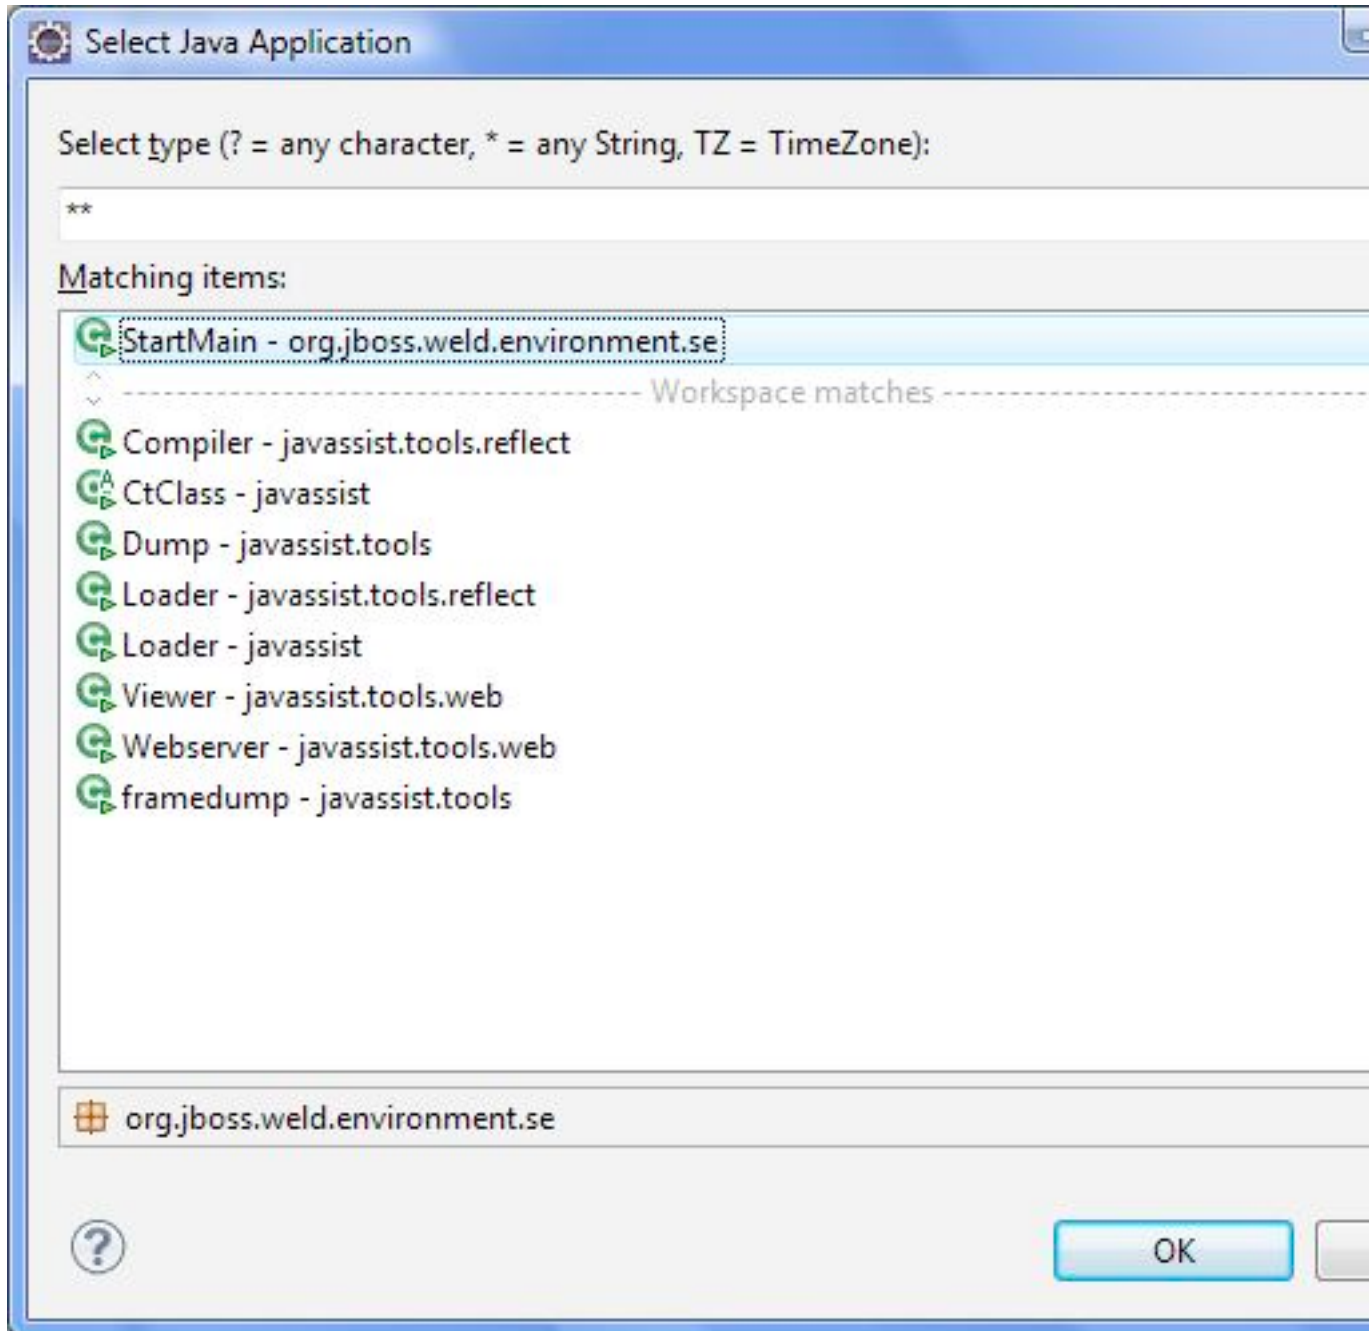 Select Java Application
Select type (? = any character, * = any String, TZ = TimeZone):
**
Matching items:
StartMain - org.jboss.weld.environment.se
Workspace matches
Compiler - javassist.tools.reflect
CtClass - javassist
Dump - javassist.tools
Loader - javassist.tools.reflect
Loader - javassist
Viewer - javassist.tools.web
Webserver - javassist.tools.web
framedump - javassist.tools
org.jboss.weld.environment.se
? OK